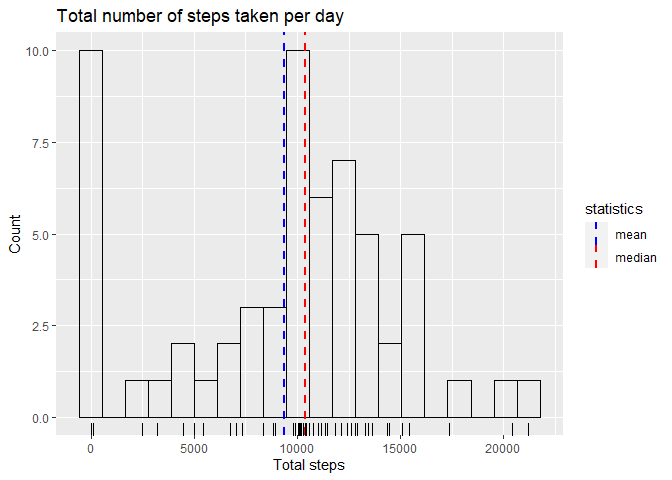 Total number of steps taken per day
10.0
7.5
5.0
2.5
0.0
Count
0
5000
10000
15000
20000
Total steps
statistics
mean
median